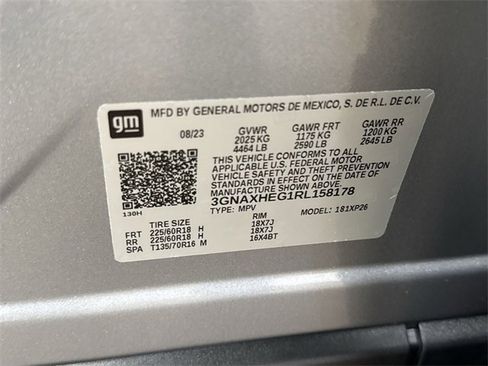 gm MFD BY GENERAL MOTORS DE MEXICO, S. DE R.L. DE C.V.
08/23 GVWR GAWR FRT GAWR RR
2025 KG 1175 KG 1200 KG
4464 LB 2590 LB 2645 LB
THIS VEHICLE CONFORMS TO ALL
APPLICABLE U.S. FEDERAL MOTOR
VEHICLE SAFETY AND THEFT PREVENTION
STANDARDS IN EFFECT ON THE DATE OF
MANUFACTURE SHOWN ABOVE.
3GNAXHEG1RL158178
130H TYPE: MPV MODEL: 181XP26
TIRE SIZE RIM
FRT 225/60R18 H 18X7J
RR 225/60R18 H 18X7J
SPA T135/70R16 M 16X4BT